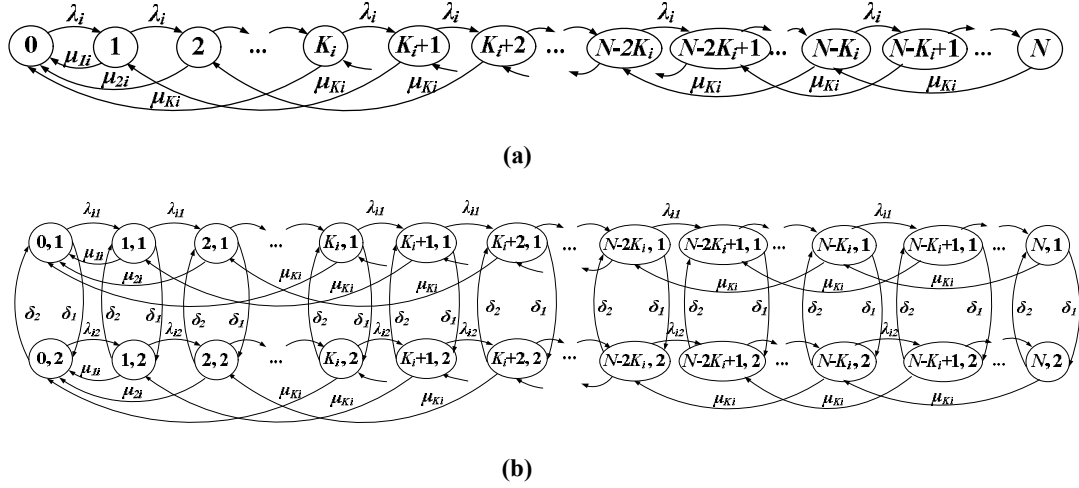 λi λi λi λi λi λi
0 1 2 ... Ki Ki+1 Ki+2 ... N-2Ki N-2Ki+1 ... N-Ki N-Ki+1 ... N
μ1i μ2i μKi μKi μKi μKi μKi μKi
(a)
λi1 λi1 λi1 λi1 λi1 λi1
0,1 1,1 2,1 ... Ki,1 Ki+1,1 Ki+2,1 ... N-2Ki,1 N-2Ki+1,1 ... N-Ki,1 N-Ki+1,1 ... N,1
μ1i μ2i μKi μKi μKi μKi μKi μKi
δ2 δ1 δ2 δ1 δ2 δ1 δ2 δ1 δ2 δ1 δ2 δ1 δ2 δ1 δ2 δ1 δ2 δ1 δ2 δ1 δ2 δ1
λi2 λi2 λi2 λi2 λi2 λi2
0,2 1,2 2,2 ... Ki,2 Ki+1,2 Ki+2,2 ... N-2Ki,2 N-2Ki+1,2 ... N-Ki,2 N-Ki+1,2 ... N,2
μ1i μ2i μKi μKi μKi μKi μKi μKi
(b)